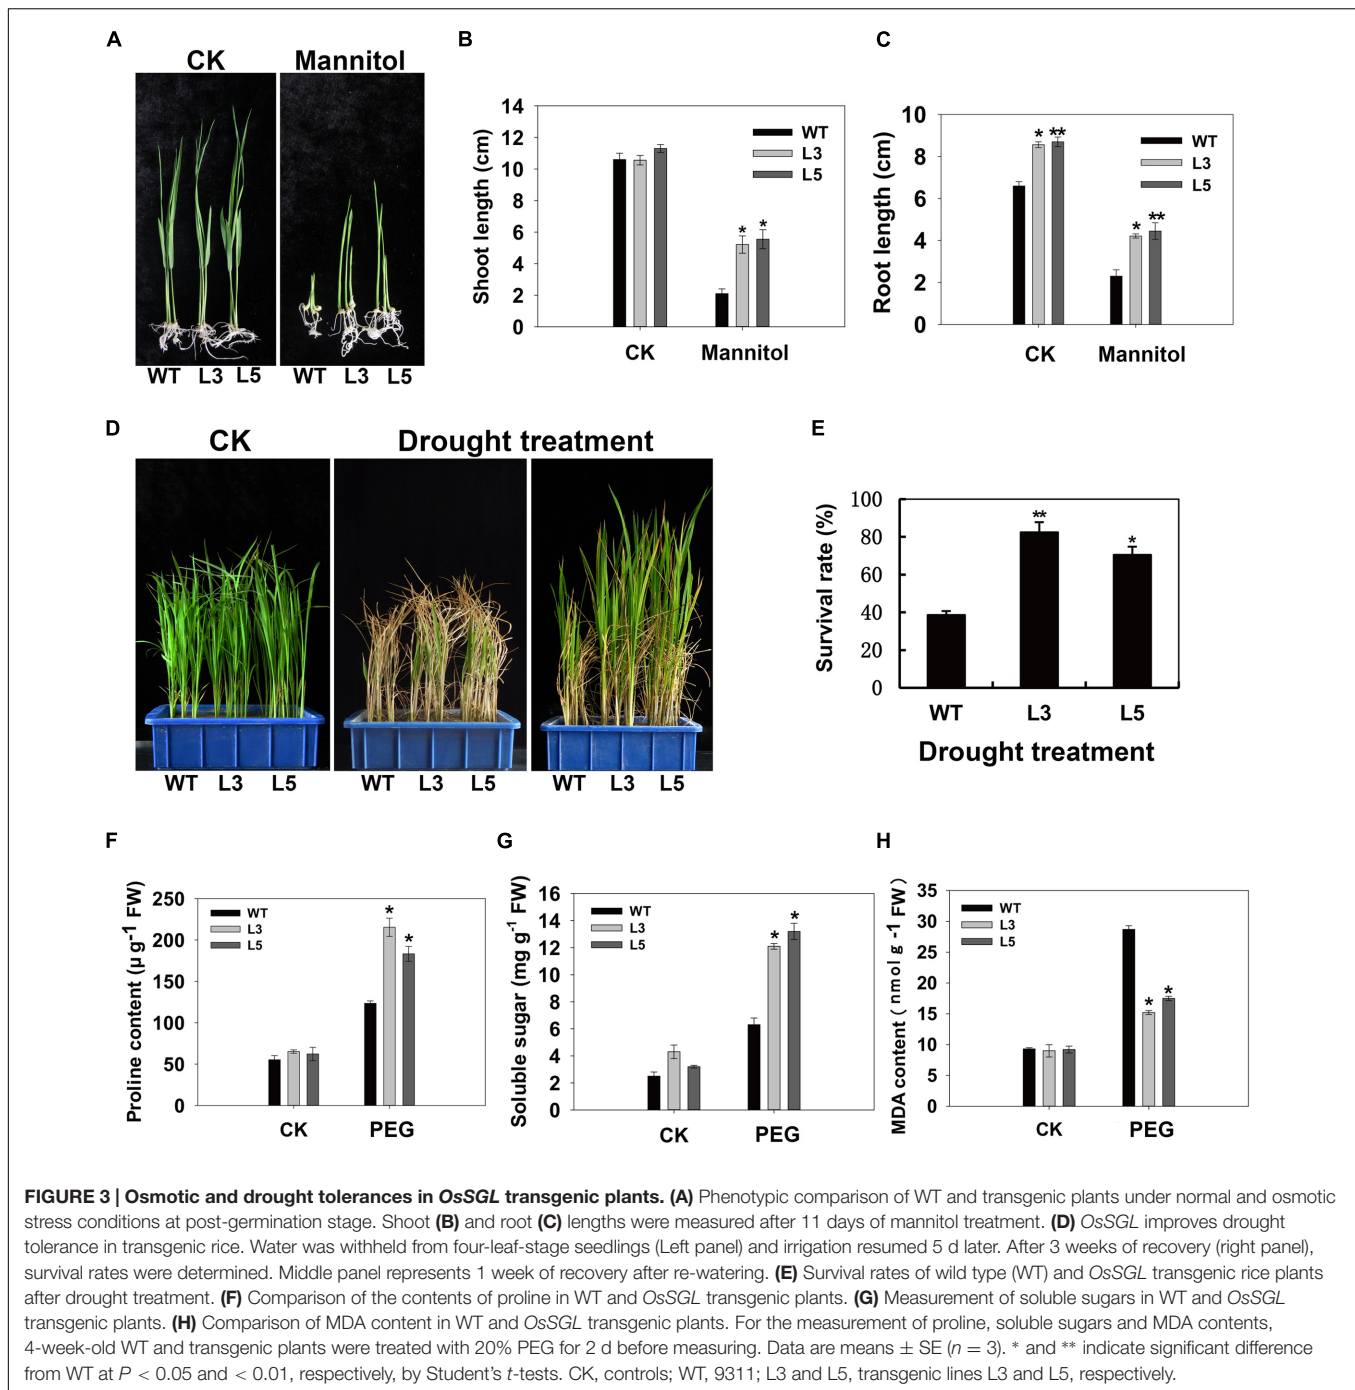 A
CK
Mannitol
WT L3 L5
WT L3 L5
B
Shoot length (cm)
14
12
10
8
6
4
2
0
WT
L3
L5
* *
CK
Mannitol
C
Root length (cm)
10
8
6
4
2
0
WT
L3
L5
* **
* **
CK
Mannitol
D
CK
Drought treatment
WT L3 L5
WT L3 L5
WT L3 L5
E
Survival rate (%)
100
80
60
40
20
0
**
*
WT L3 L5
Drought treatment
F
Proline content (µ g-1 FW)
250
200
150
100
50
0
WT
L3
L5
*
*
CK
PEG
G
Soluble sugar (mg g-1 FW)
16
14
12
10
8
6
4
2
0
WT
L3
L5
*
*
CK
PEG
H
MDA content ( nmol g -1 FW)
35
30
25
20
15
10
5
0
WT
L3
L5
*
*
CK
PEG
FIGURE 3 | Osmotic and drought tolerances in OsSGL transgenic plants. (A) Phenotypic comparison of WT and transgenic plants under normal and osmotic
stress conditions at post-germination stage. Shoot (B) and root (C) lengths were measured after 11 days of mannitol treatment. (D) OsSGL improves drought
tolerance in transgenic rice. Water was withheld from four-leaf-stage seedlings (Left panel) and irrigation resumed 5 d later. After 3 weeks of recovery (right panel),
survival rates were determined. Middle panel represents 1 week of recovery after re-watering. (E) Survival rates of wild type (WT) and OsSGL transgenic rice plants
after drought treatment. (F) Comparison of the contents of proline in WT and OsSGL transgenic plants. (G) Measurement of soluble sugars in WT and OsSGL
transgenic plants. (H) Comparison of MDA content in WT and OsSGL transgenic plants. For the measurement of proline, soluble sugars and MDA contents,
4-week-old WT and transgenic plants were treated with 20% PEG for 2 d before measuring. Data are means ± SE (n = 3). * and ** indicate significant difference
from WT at P < 0.05 and < 0.01, respectively, by Student's t-tests. CK, controls; WT, 9311; L3 and L5, transgenic lines L3 and L5, respectively.